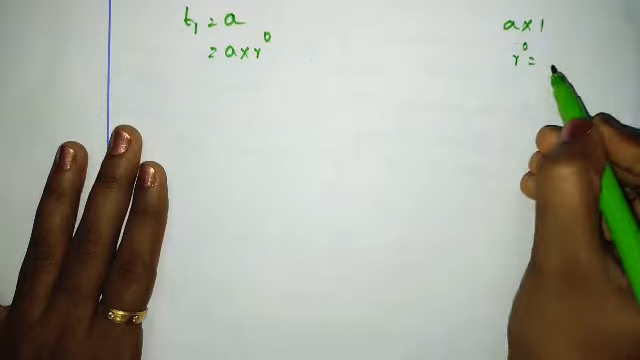 t₁ = a
= a × r⁰
a × 1
r⁰ =